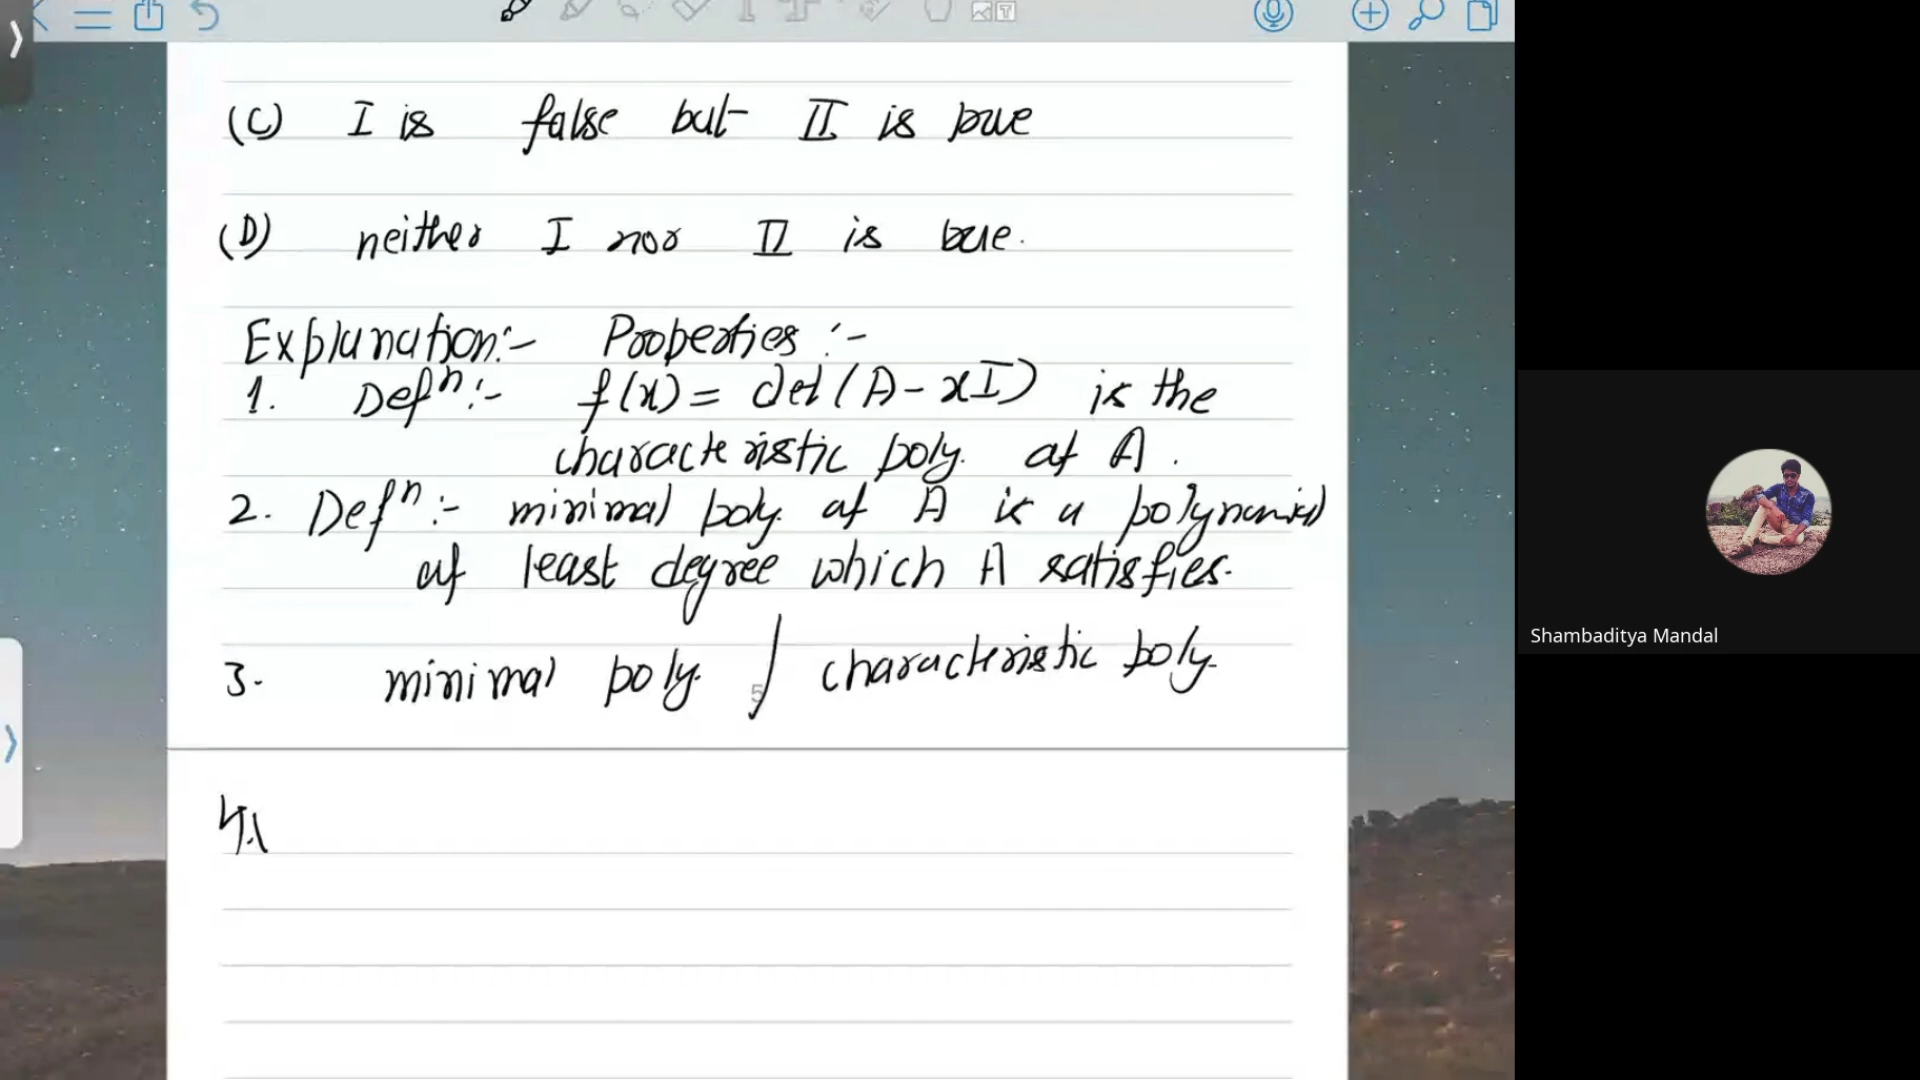 (C) I is false but II is true
(D) neither I nor II is true.
Explanation:- Properties :-
1. Defⁿ:- f(x) = det(A - xI) is the
characteristic poly. of A.
2. Defⁿ:- minimal poly. of A is a polynomial
of least degree which A satisfies.
3. minimal poly. / characteristic poly.
5
4.
Shambaditya Mandal